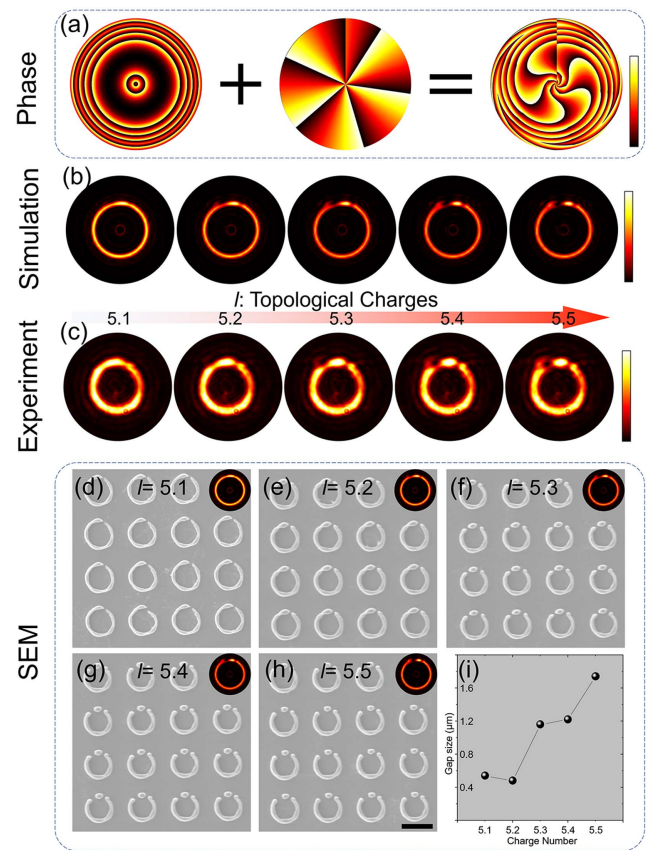 Phase
(a)
Simulation
(b)
l: Topological Charges
5.1 5.2 5.3 5.4 5.5
Experiment
(c)
SEM
(d) l= 5.1
(e) l= 5.2
(f) l= 5.3
(g) l= 5.4
(h) l= 5.5
(i)
Gap size (μm)
1.6
1.2
0.8
0.4
5.1 5.2 5.3 5.4 5.5
Charge Number